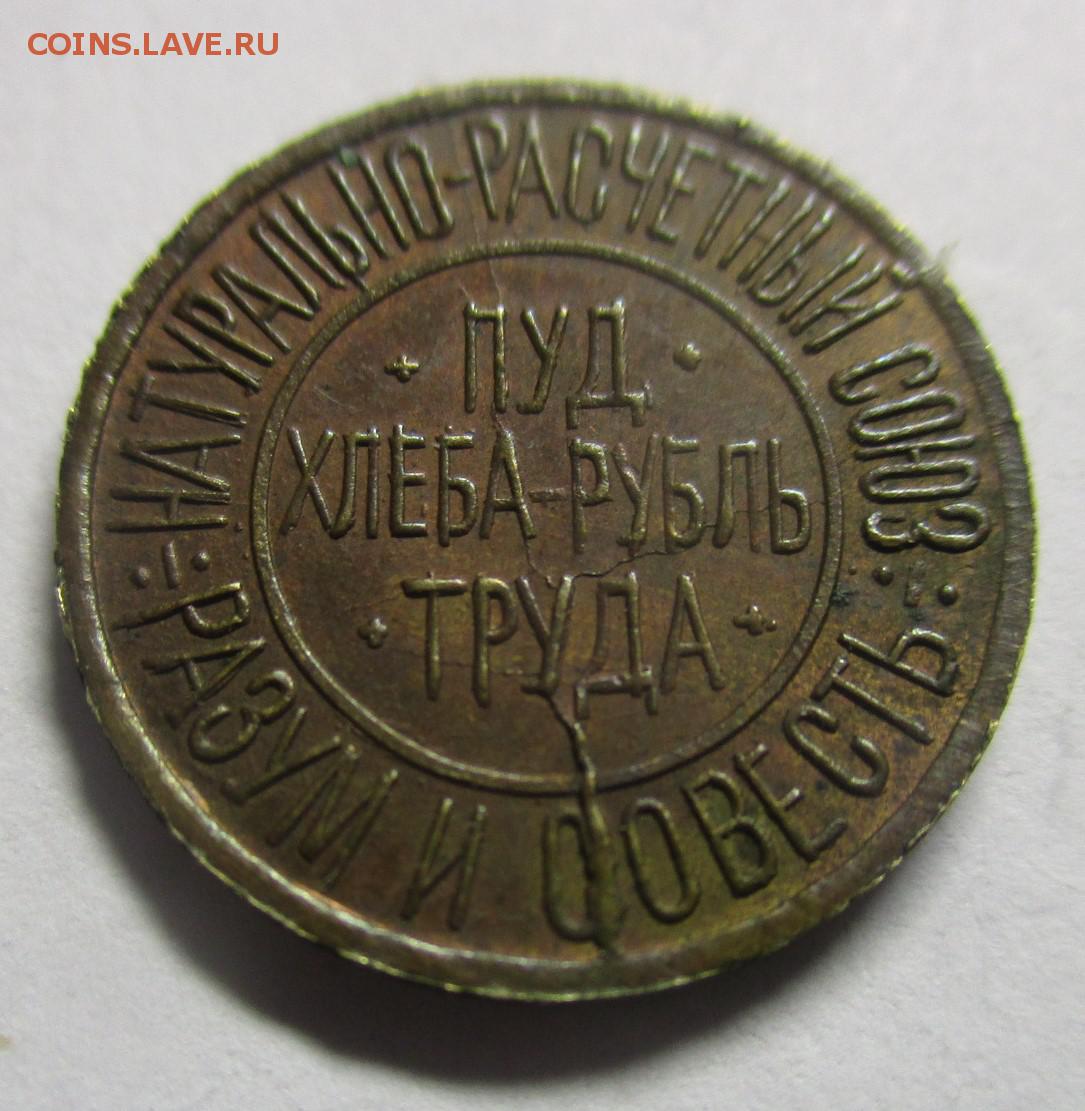 COINS.LAVE.RU
НАТУРАЛЬНО-РАСЧЕТНЫЙ СОЮЗ
ПУД
ХЛЕБА-РУБЛЬ
ТРУДА
РАЗУМ И СОВЕСТЬ